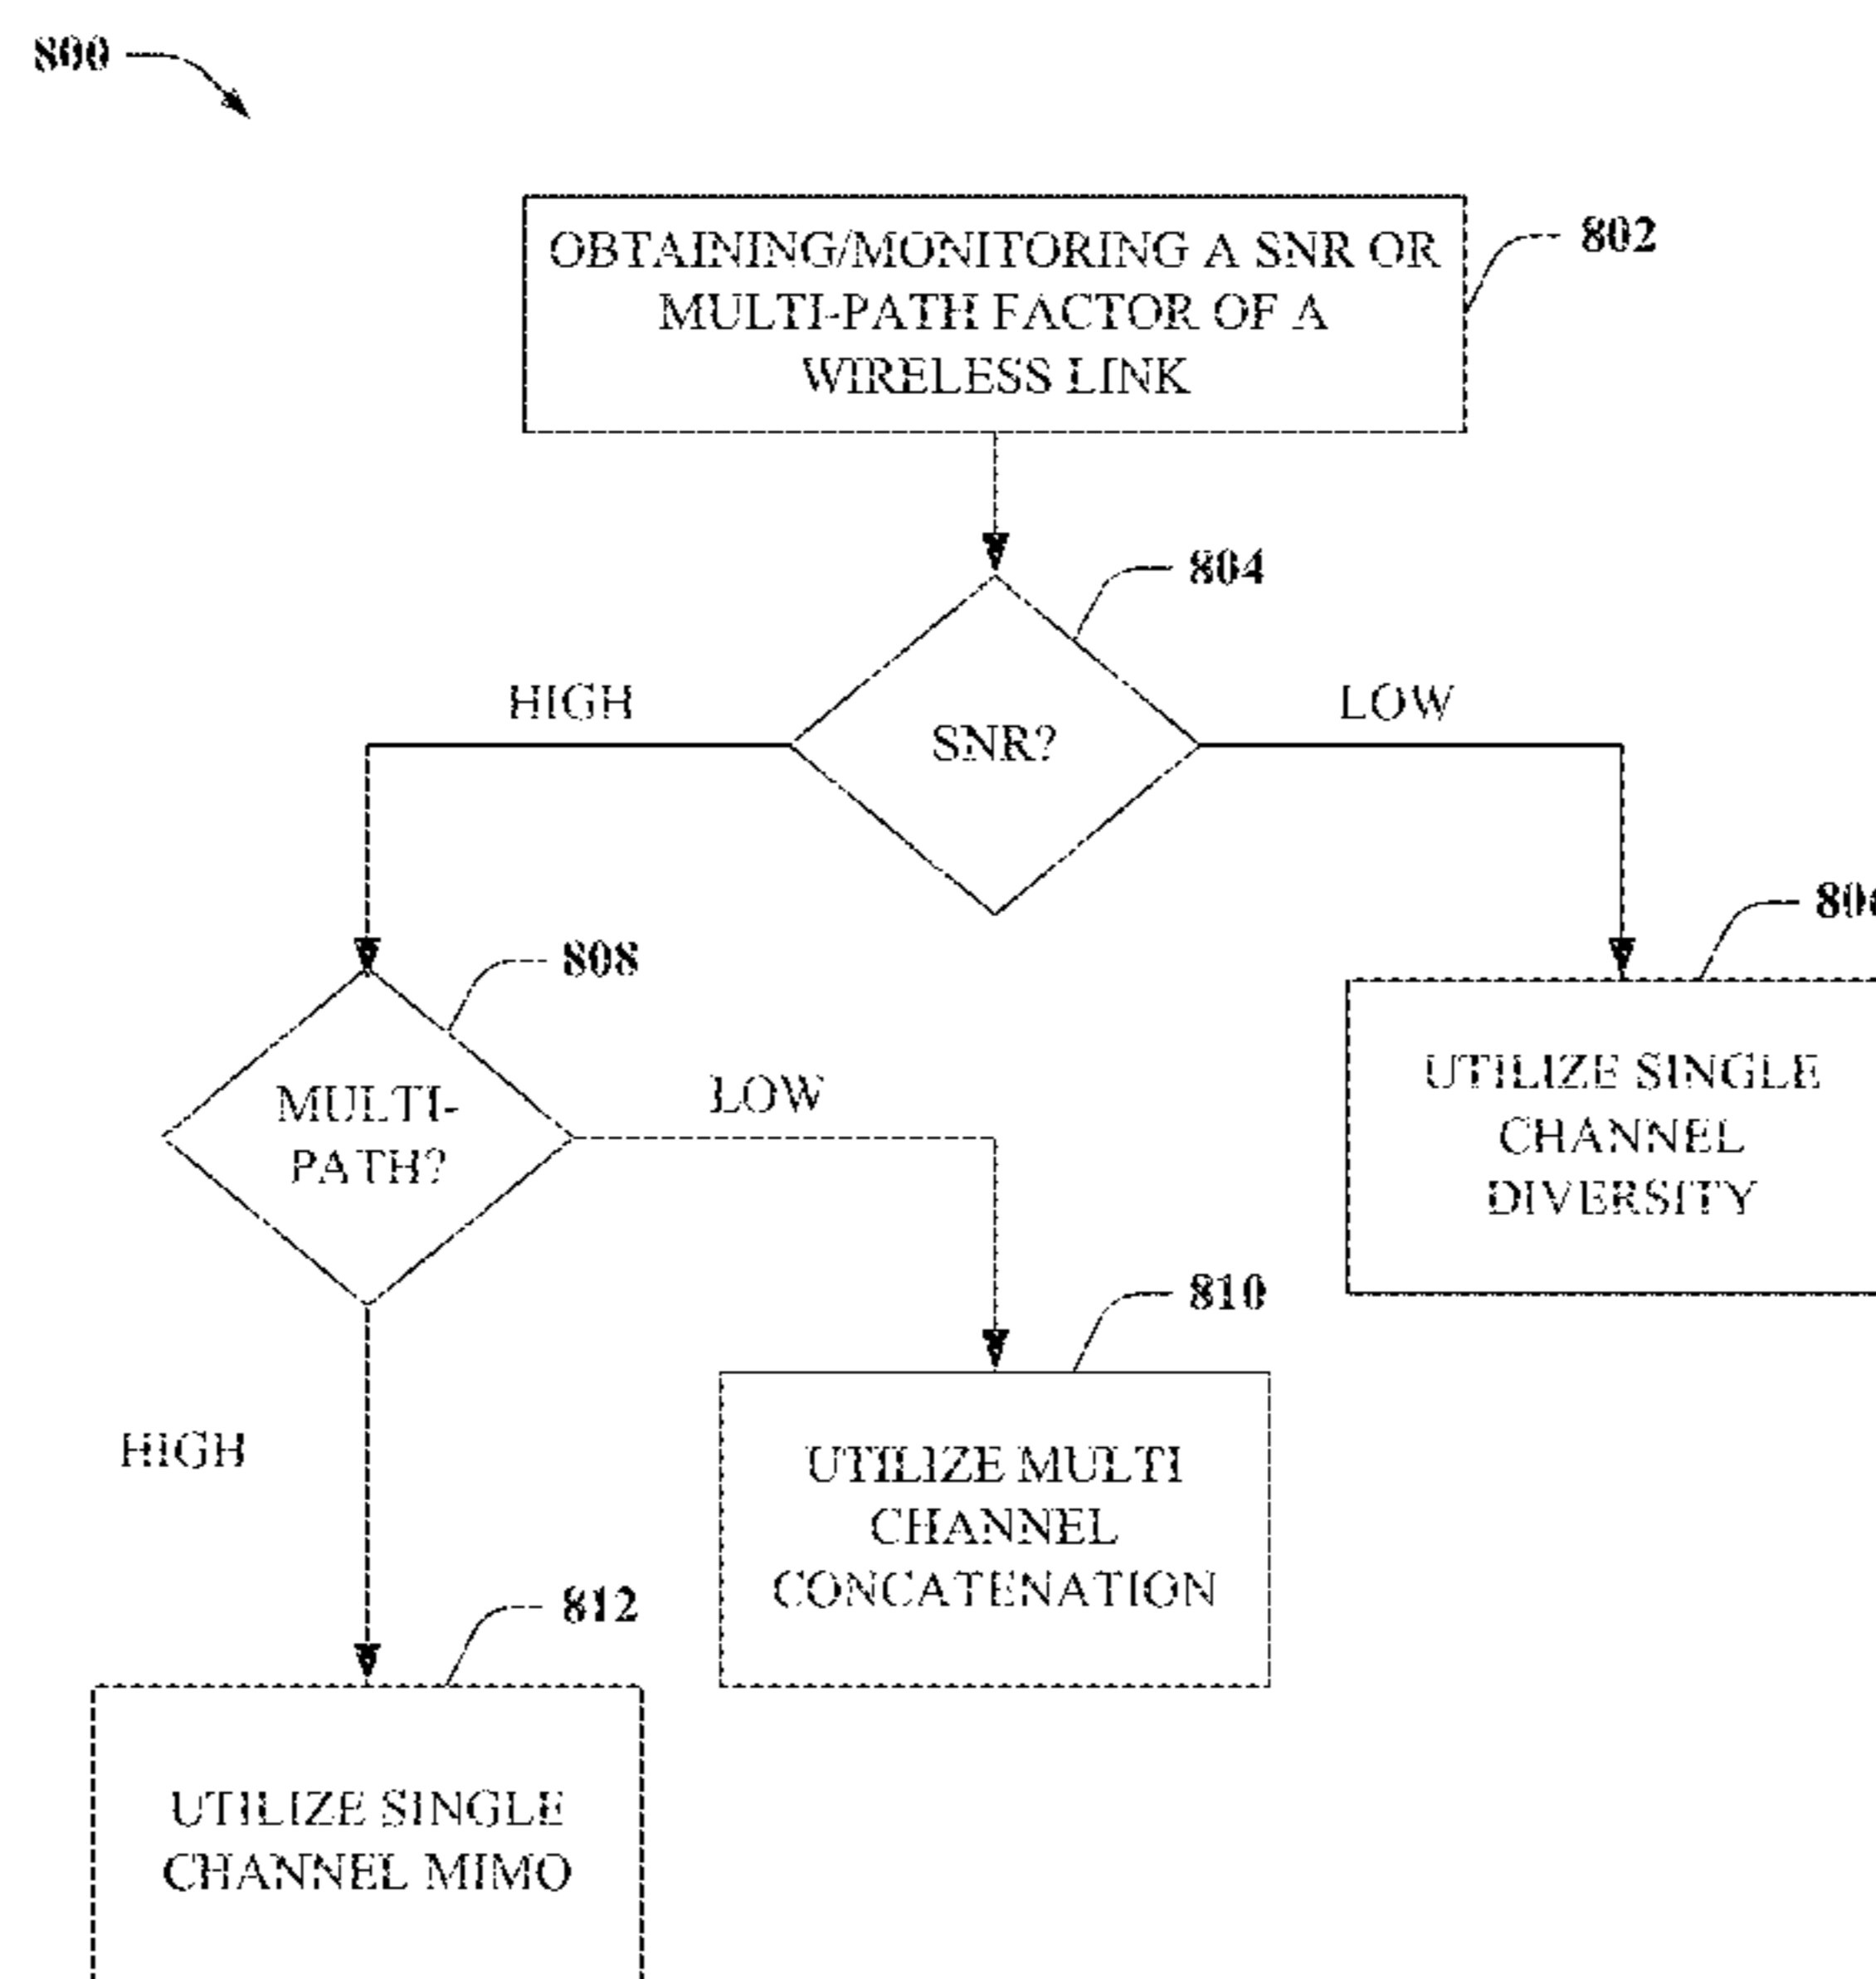 800
OBTAINING/MONITORING A SNR OR
MULTI-PATH FACTOR OF A
WIRELESS LINK
802
804
HIGH
SNR?
LOW
808
MULTI-
PATH?
LOW
UTILIZE SINGLE
CHANNEL
DIVERSITY
810
HIGH
UTILIZE MULTI
CHANNEL
CONCATENATION
812
UTILIZE SINGLE
CHANNEL MIMO